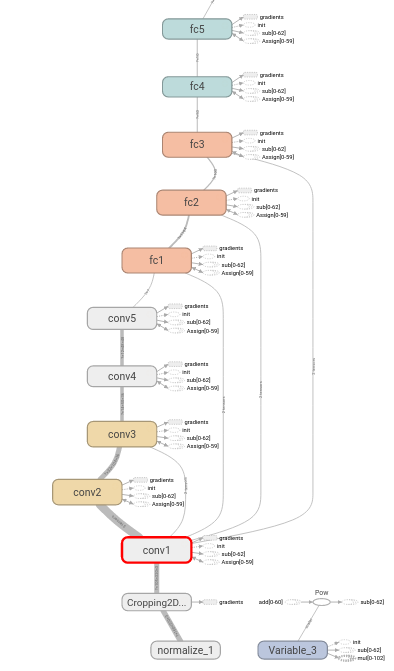 fc5
gradients
init
sub[0-62]
Assign[0-59]
fc4
gradients
init
sub[0-62]
Assign[0-59]
fc3
gradients
init
sub[0-62]
Assign[0-59]
fc2
gradients
init
sub[0-62]
Assign[0-59]
fc1
gradients
init
sub[0-62]
Assign[0-59]
conv5
gradients
init
sub[0-62]
Assign[0-59]
conv4
gradients
init
sub[0-62]
Assign[0-59]
conv3
gradients
init
sub[0-62]
Assign[0-59]
conv2
gradients
init
sub[0-62]
Assign[0-59]
conv1
gradients
init
sub[0-62]
Assign[0-59]
Cropping2D...
gradients
Pow
add[0-60]
sub[0-62]
normalize_1
Variable_3
init
sub[0-62]
mul[0-102]